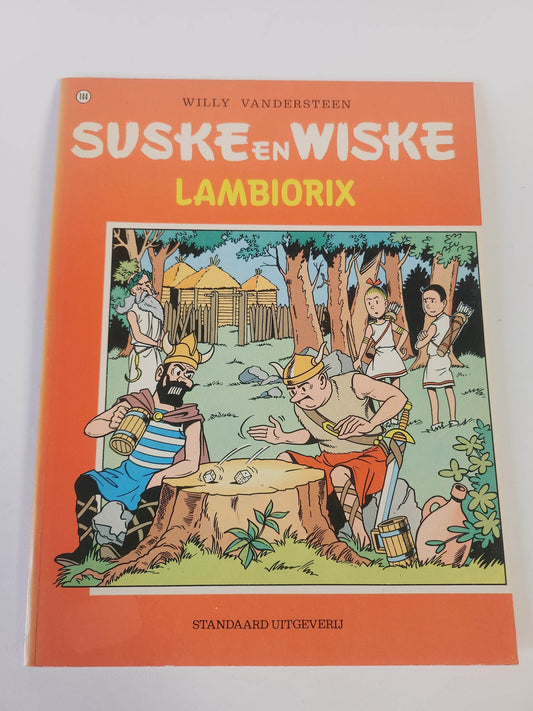 144
WILLY VANDERSTEEN
SUSKE EN WISKE
LAMBIORIX
STANDAARD UITGEVERIJ